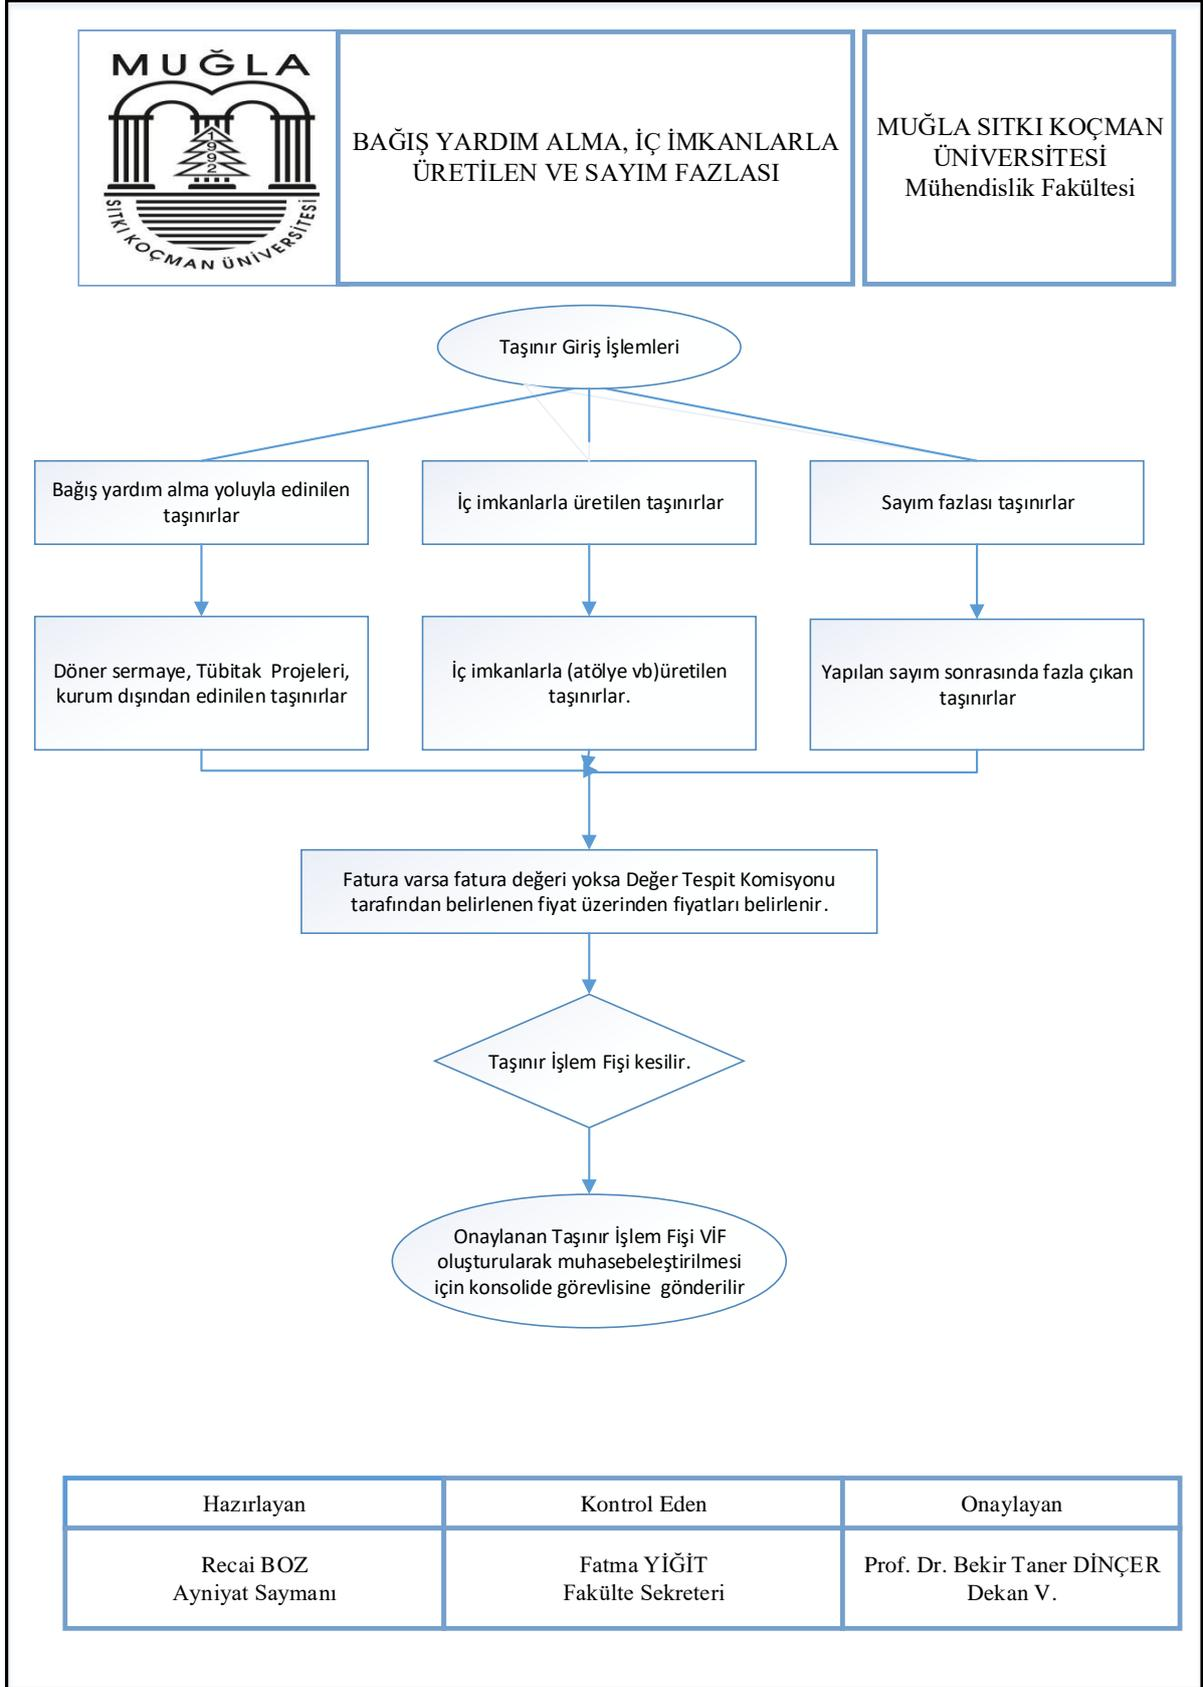 MUĞLA
1992
SITKI KOÇMAN ÜNİVERSİTESİ
BAĞIŞ YARDIM ALMA, İÇ İMKANLARLA
ÜRETİLEN VE SAYIM FAZLASI
MUĞLA SITKI KOÇMAN
ÜNİVERSİTESİ
Mühendislik Fakültesi
Taşınır Giriş İşlemleri
Bağış yardım alma yoluyla edinilen
taşınırlar
İç imkanlarla üretilen taşınırlar
Sayım fazlası taşınırlar
Döner sermaye, Tübitak Projeleri,
kurum dışından edinilen taşınırlar
İç imkanlarla (atölye vb)üretilen
taşınırlar.
Yapılan sayım sonrasında fazla çıkan
taşınırlar
Fatura varsa fatura değeri yoksa Değer Tespit Komisyonu
tarafından belirlenen fiyat üzerinden fiyatları belirlenir.
Taşınır İşlem Fişi kesilir.
Onaylanan Taşınır İşlem Fişi VİF
oluşturularak muhasebeleştirilmesi
için konsolide görevlisine gönderilir
Hazırlayan
Kontrol Eden
Onaylayan
Recai BOZ
Ayniyat Saymanı
Fatma YİĞİT
Fakülte Sekreteri
Prof. Dr. Bekir Taner DİNÇER
Dekan V.